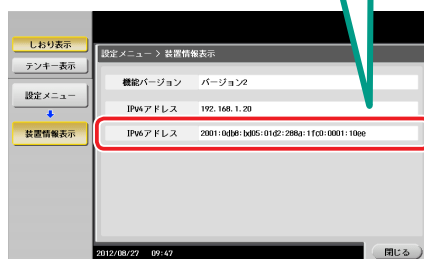 しおり表示
テンキー表示
設定メニュー
装置情報表示
設定メニュー > 装置情報表示
機能バージョン バージョン2
IPv4アドレス 192.168.1.20
IPv6アドレス 2001:0db8:bd05:01d2:288a:1fc0:0001:10ee
2012/08/27 09:47
閉じる